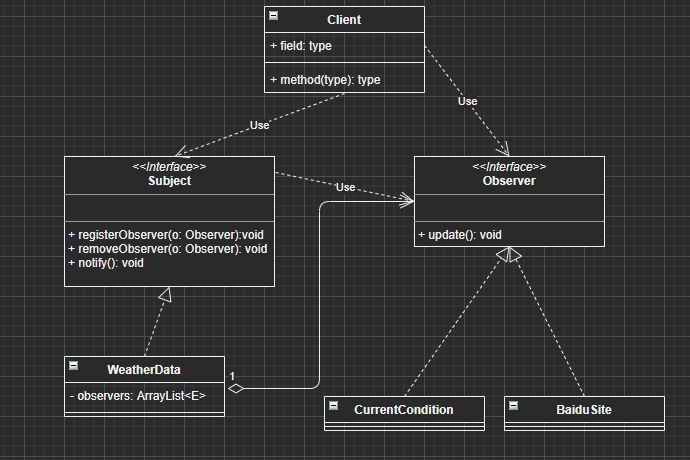 Client
+ field: type
+ method(type): type
Use
Use
<<Interface>>
Subject
+ registerObserver(o: Observer):void
+ removeObserver(o: Observer): void
+ notify(): void
Use
<<Interface>>
Observer
+ update(): void
WeatherData
- observers: ArrayList<E>
1
CurrentCondition
BaiduSite